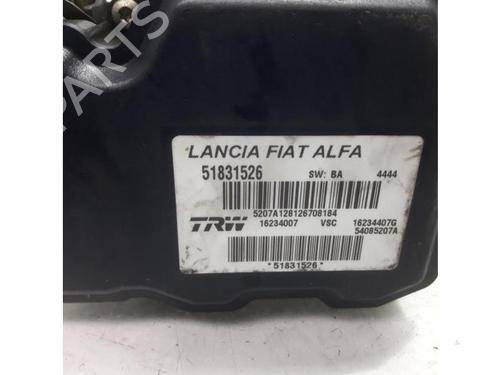 PARTS
LANCIA FIAT ALFA
51831526 SW: BA 4444
5207A128126708184
TRW 16234007 VSC 16234407G
54085207A
*51831526*